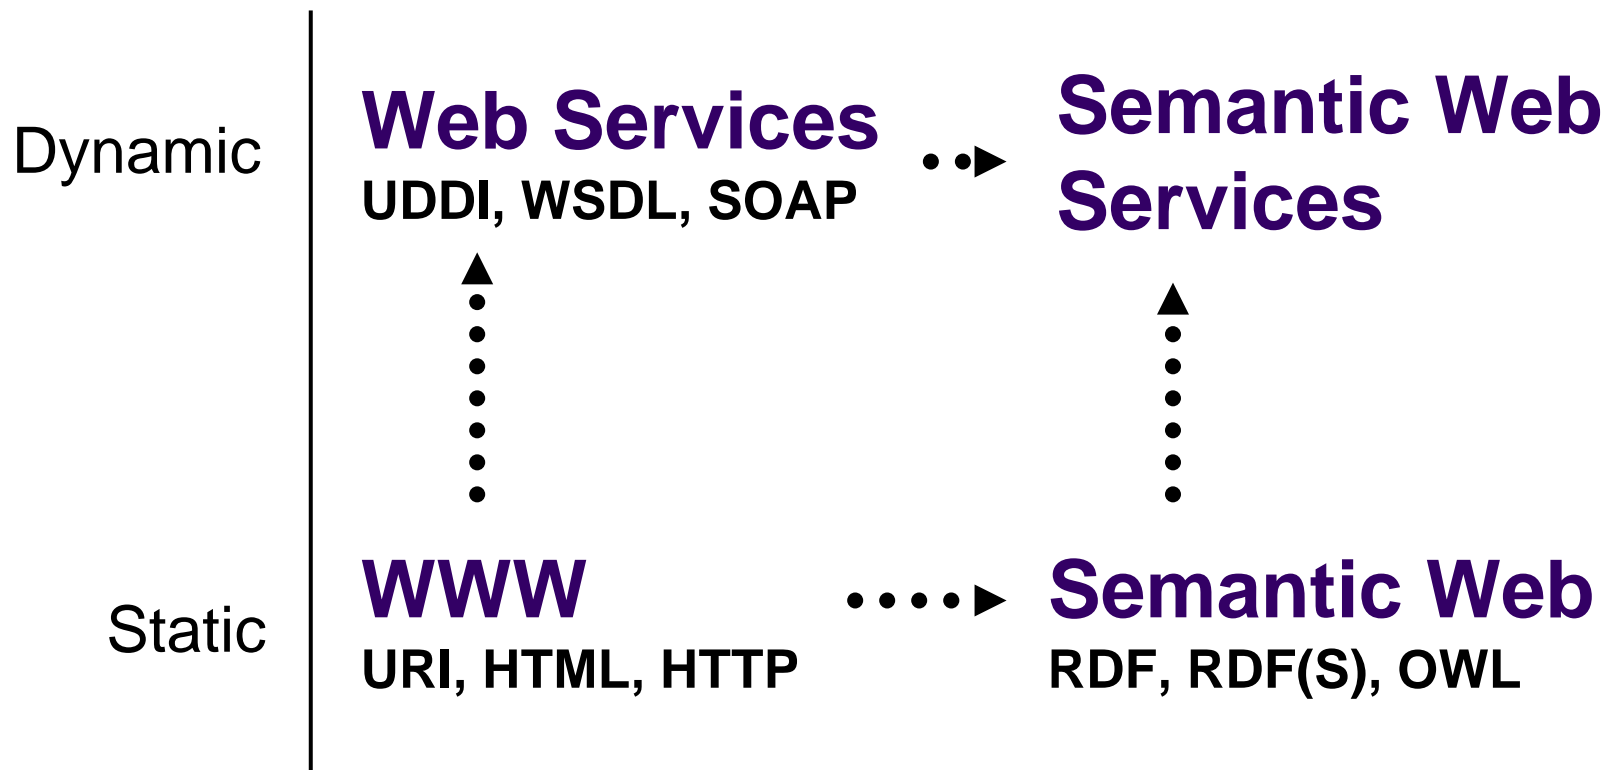 Dynamic
Web Services
UDDI, WSDL, SOAP
Semantic Web
Services
Static
WWW
URI, HTML, HTTP
Semantic Web
RDF, RDF(S), OWL